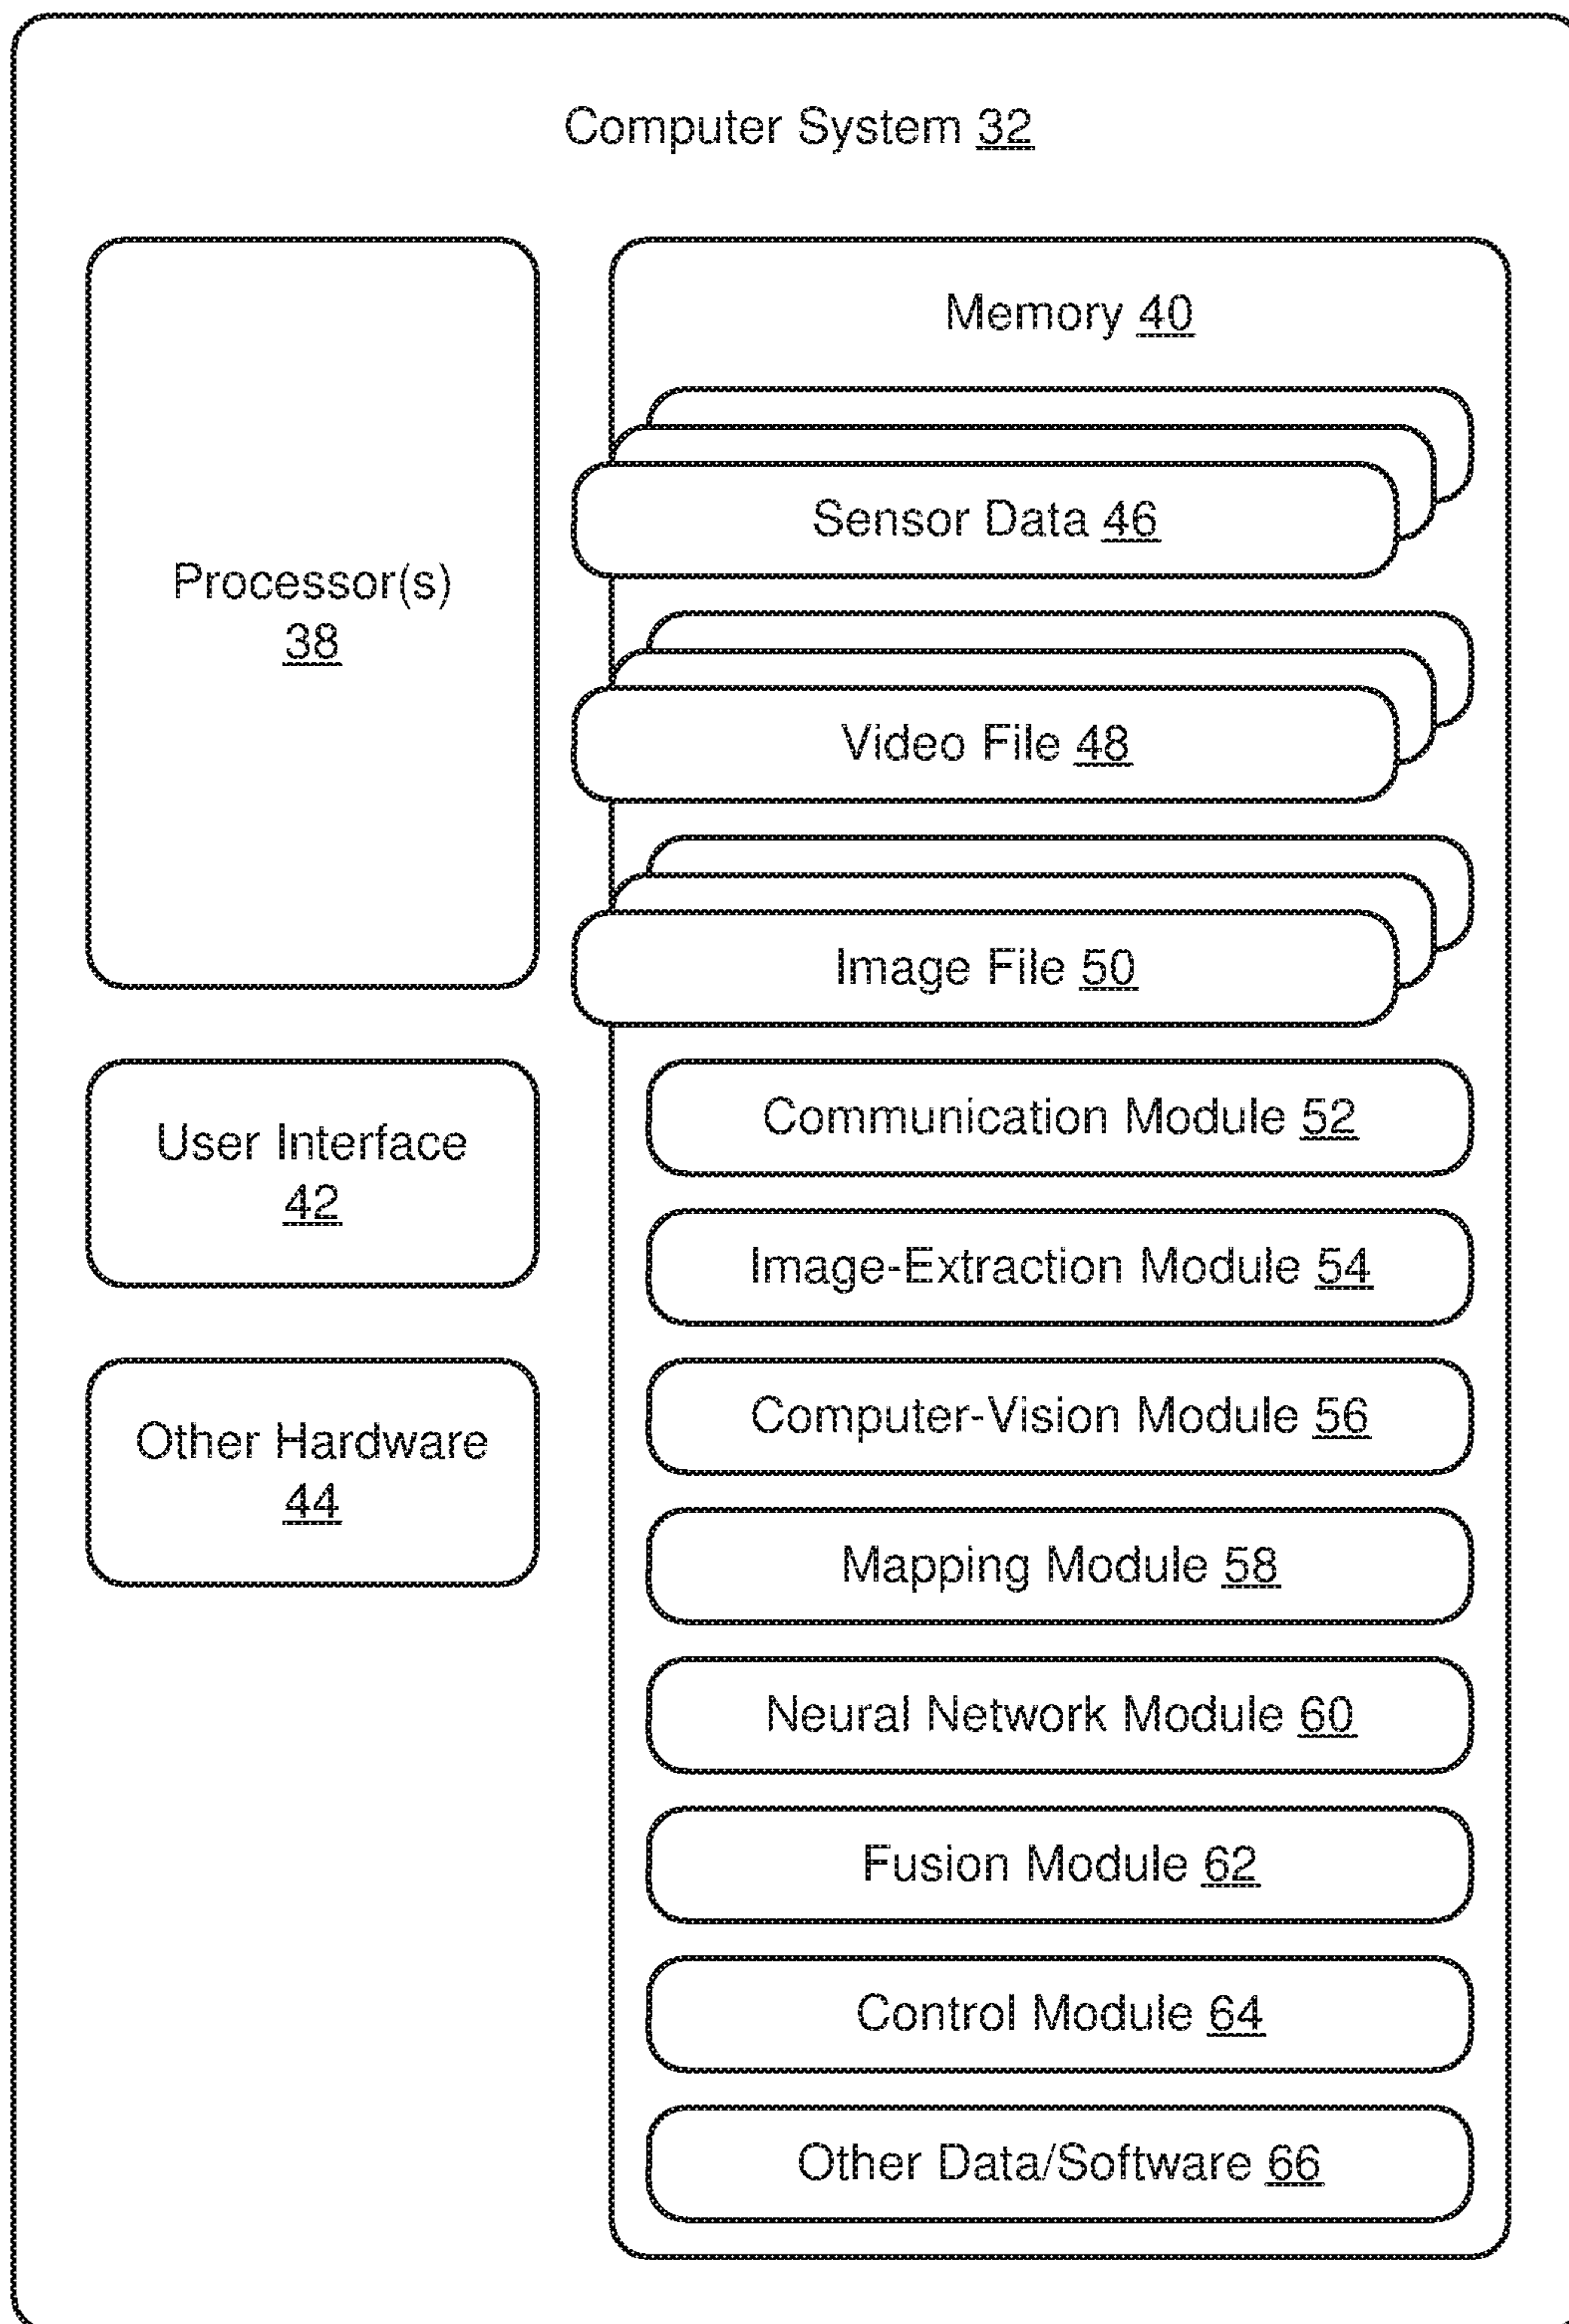 Computer System 32
Processor(s)
38
User Interface
42
Other Hardware
44
Memory 40
Sensor Data 46
Video File 48
Image File 50
Communication Module 52
Image-Extraction Module 54
Computer-Vision Module 56
Mapping Module 58
Neural Network Module 60
Fusion Module 62
Control Module 64
Other Data/Software 66